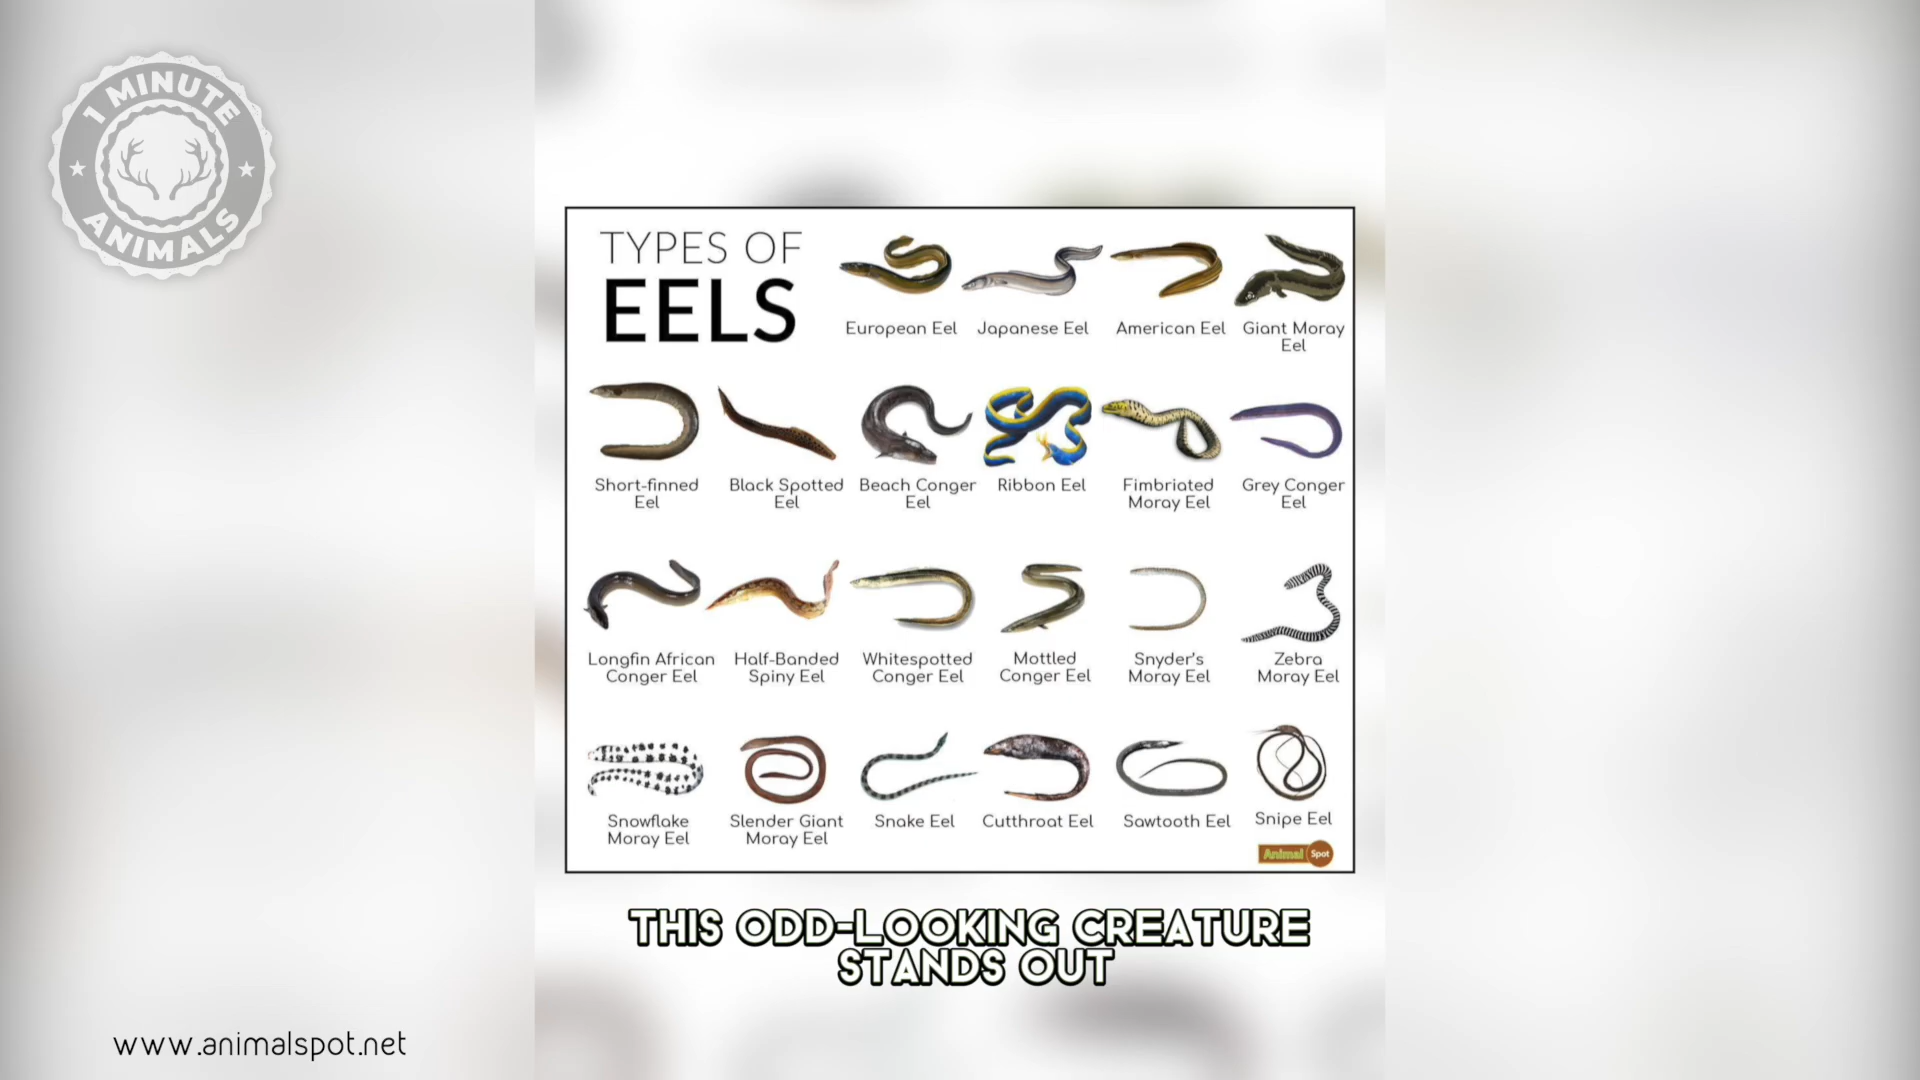 1 MINUTE
ANIMALS
TYPES OF
EELS
European Eel
Japanese Eel
American Eel
Giant Moray
Eel
Short-finned
Eel
Black Spotted
Eel
Beach Conger
Eel
Ribbon Eel
Fimbriated
Moray Eel
Grey Conger
Eel
Longfin African
Conger Eel
Half-Banded
Spiny Eel
Whitespotted
Conger Eel
Mottled
Conger Eel
Snyder's
Moray Eel
Zebra
Moray Eel
Snowflake
Moray Eel
Slender Giant
Moray Eel
Snake Eel
Cutthroat Eel
Sawtooth Eel
Snipe Eel
Animal Spot
THIS ODD-LOOKING CREATURE
STANDS OUT
www.animalspot.net